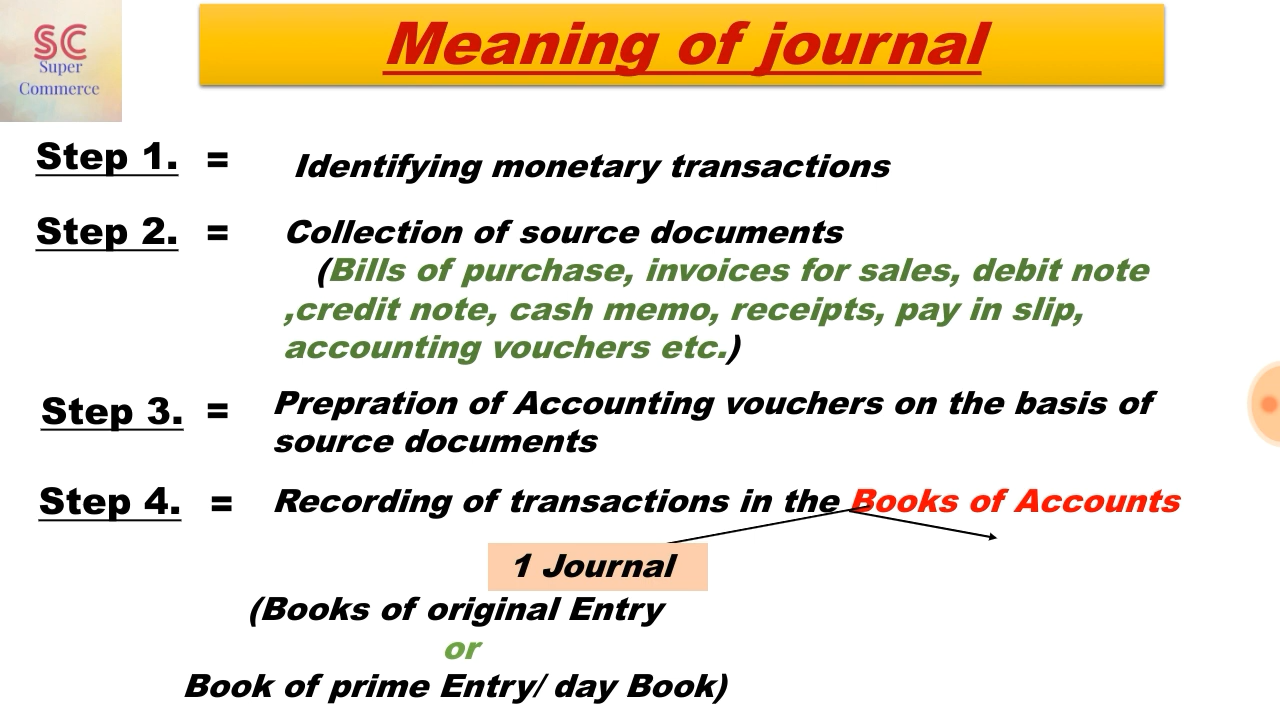 SC
Super
Commerce
Meaning of journal
Step 1. = Identifying monetary transactions
Step 2. = Collection of source documents
(Bills of purchase, invoices for sales, debit note
,credit note, cash memo, receipts, pay in slip,
accounting vouchers etc.)
Step 3. = Prepration of Accounting vouchers on the basis of
source documents
Step 4. = Recording of transactions in the Books of Accounts
1 Journal
(Books of original Entry
or
Book of prime Entry/ day Book)